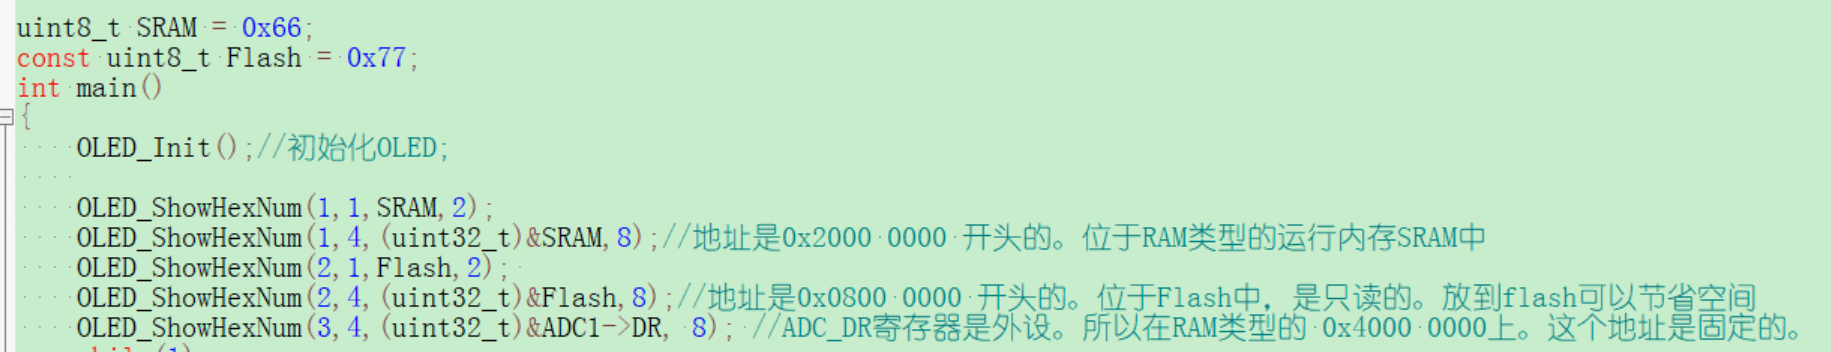 uint8_t SRAM = 0x66;
const uint8_t Flash = 0x77;
int main()
{
OLED_Init();//初始化OLED;
OLED_ShowHexNum(1,1,SRAM,2);
OLED_ShowHexNum(1,4,(uint32_t)&SRAM,8);//地址是0x2000 0000 开头的。位于RAM类型的运行内存SRAM中
OLED_ShowHexNum(2,1,Flash,2);
OLED_ShowHexNum(2,4,(uint32_t)&Flash,8);//地址是0x0800 0000 开头的。位于Flash中，是只读的。放到flash可以节省空间
OLED_ShowHexNum(3,4,(uint32_t)&ADC1->DR, 8); //ADC_DR寄存器是外设。所以在RAM类型的 0x4000 0000上。这个地址是固定的。